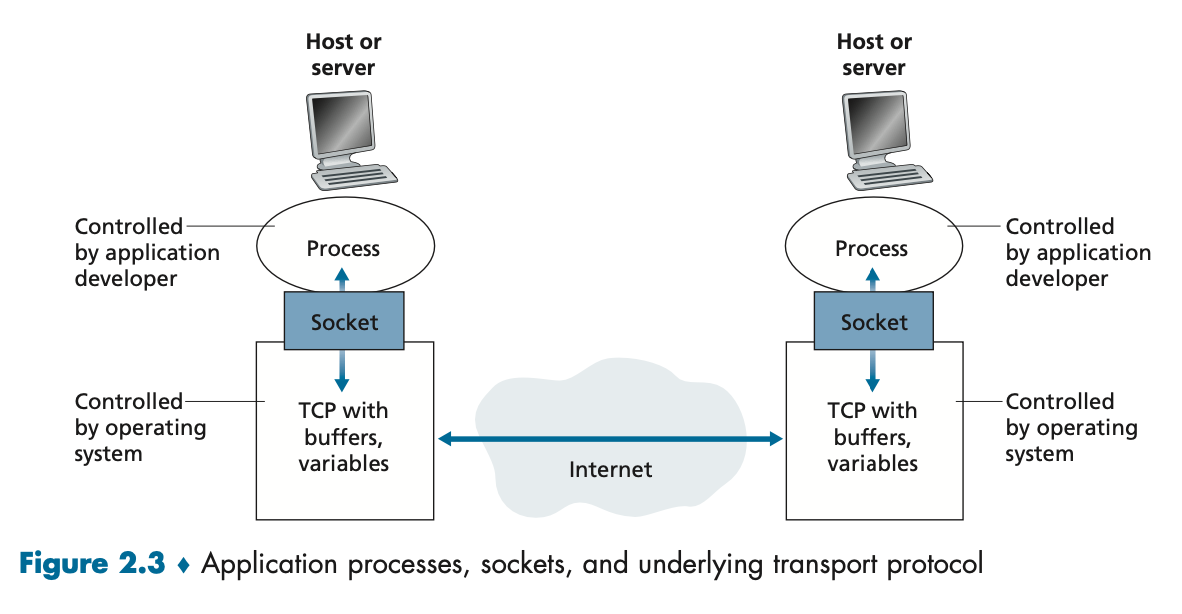 Host or
server
Host or
server
Controlled
by application
developer
Process
Process
Controlled
by application
developer
Socket
Socket
Controlled
by operating
system
TCP with
buffers,
variables
Internet
TCP with
buffers,
variables
Controlled
by operating
system
Figure 2.3 ♦ Application processes, sockets, and underlying transport protocol